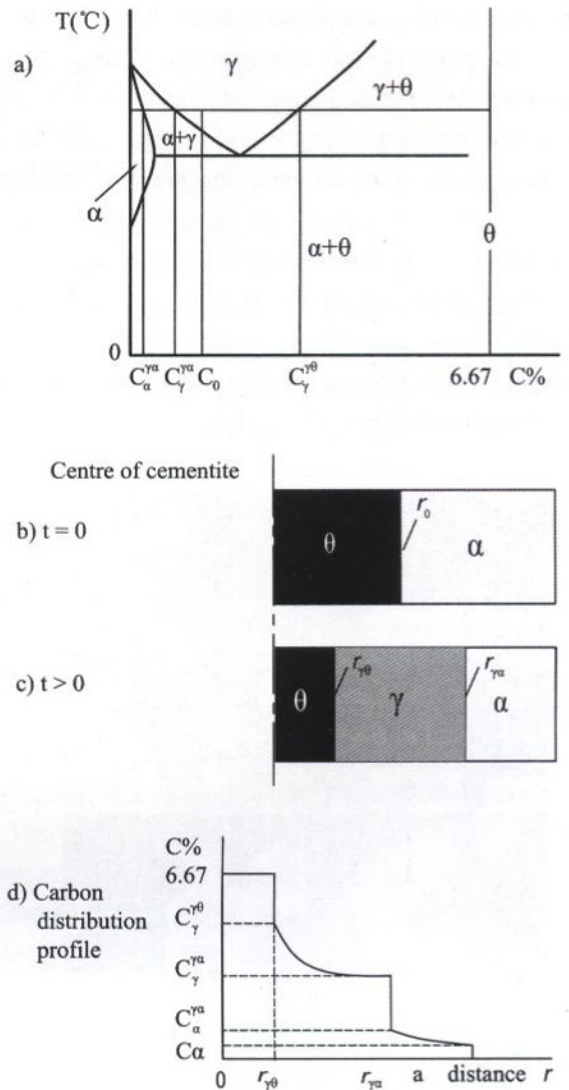 T(℃)
a)
γ
γ+θ
α+γ
α
α+θ
θ
0
C_α^γα C_γ^γα C_0 C_γ^γθ 6.67 C%
Centre of cementite
b) t = 0
θ
r_0
α
c) t > 0
θ
r_γθ
γ
r_γα
α
C%
6.67
d) Carbon
distribution
profile
C_γ^γθ
C_γ^γα
C_α^γα
Cα
0 r_γθ r_γα a distance r